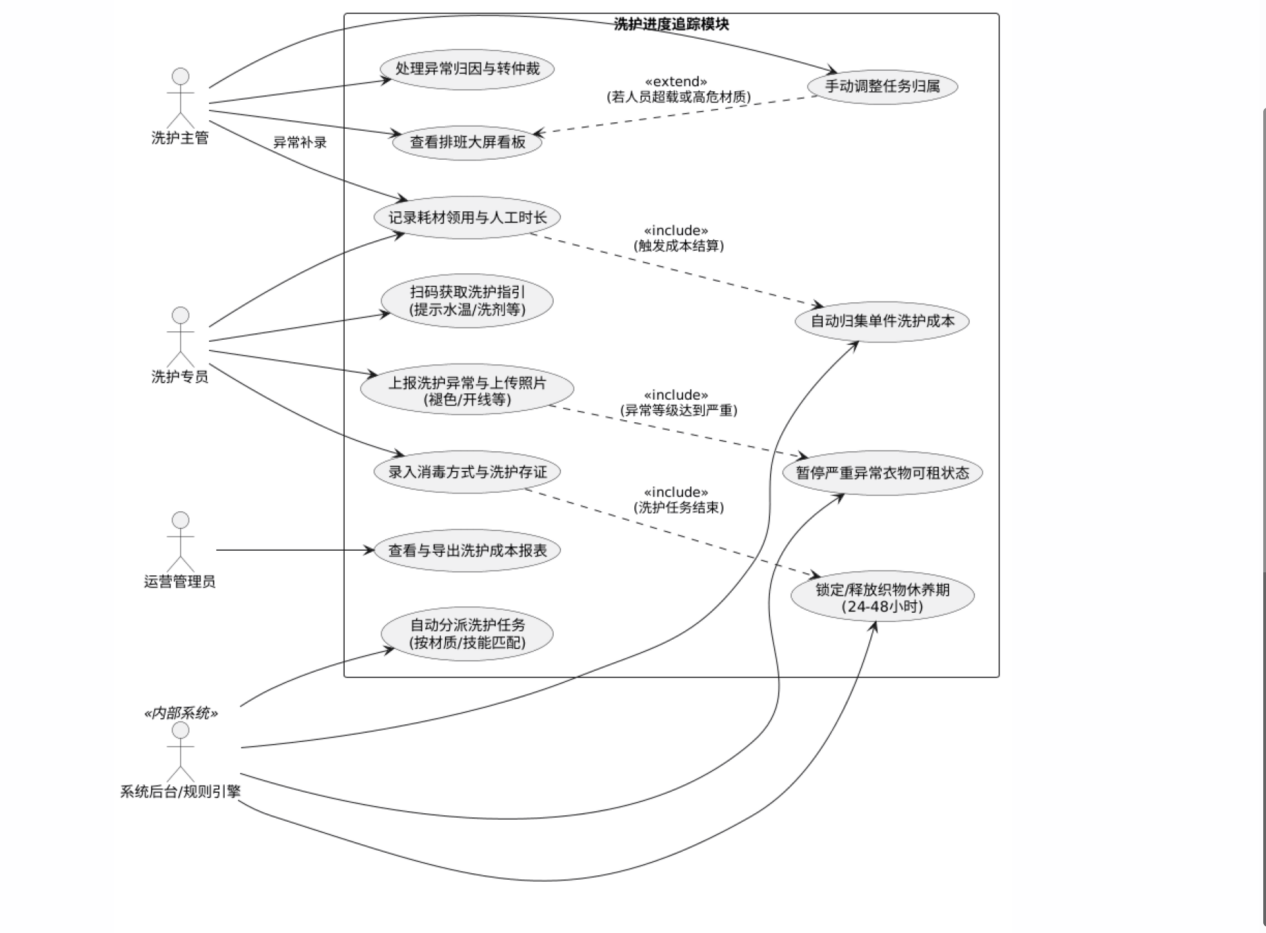 洗护进度追踪模块
处理异常归因与转仲裁
«extend»
(若人员超载或高危材质)
手动调整任务归属
洗护主管
异常补录
查看排班大屏看板
记录耗材领用与人工时长
«include»
(触发成本结算)
扫码获取洗护指引
(提示水温/洗剂等)
自动归集单件洗护成本
洗护专员
上报洗护异常与上传照片
(褪色/开线等)
«include»
(异常等级达到严重)
录入消毒方式与洗护存证
暂停严重异常衣物可租状态
«include»
(洗护任务结束)
查看与导出洗护成本报表
运营管理员
锁定/释放织物休养期
(24-48小时)
自动分派洗护任务
(按材质/技能匹配)
«内部系统»
系统后台/规则引擎